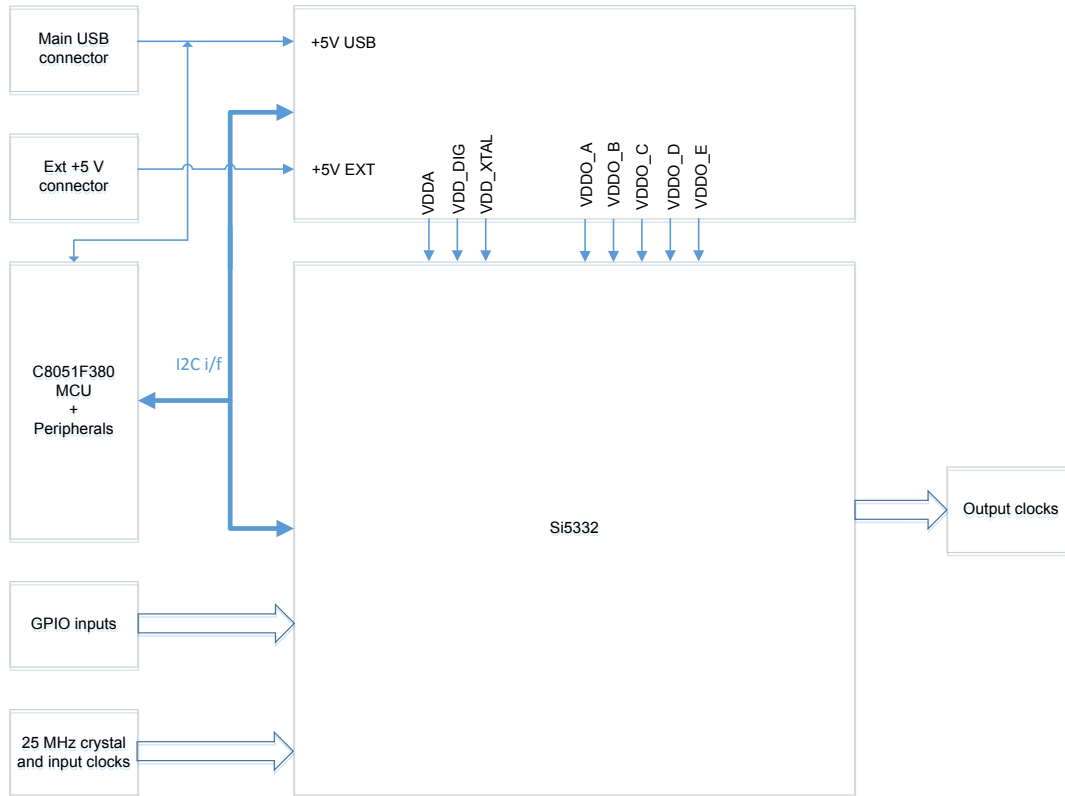 Main USB
connector
+5V USB
Ext +5 V
connector
+5V EXT
VDDA
VDD_DIG
VDD_XTAL
VDDO_A
VDDO_B
VDDO_C
VDDO_D
VDDO_E
I2C i/f
C8051F380
MCU
+
Peripherals
Si5332
Output clocks
GPIO inputs
25 MHz crystal
and input clocks